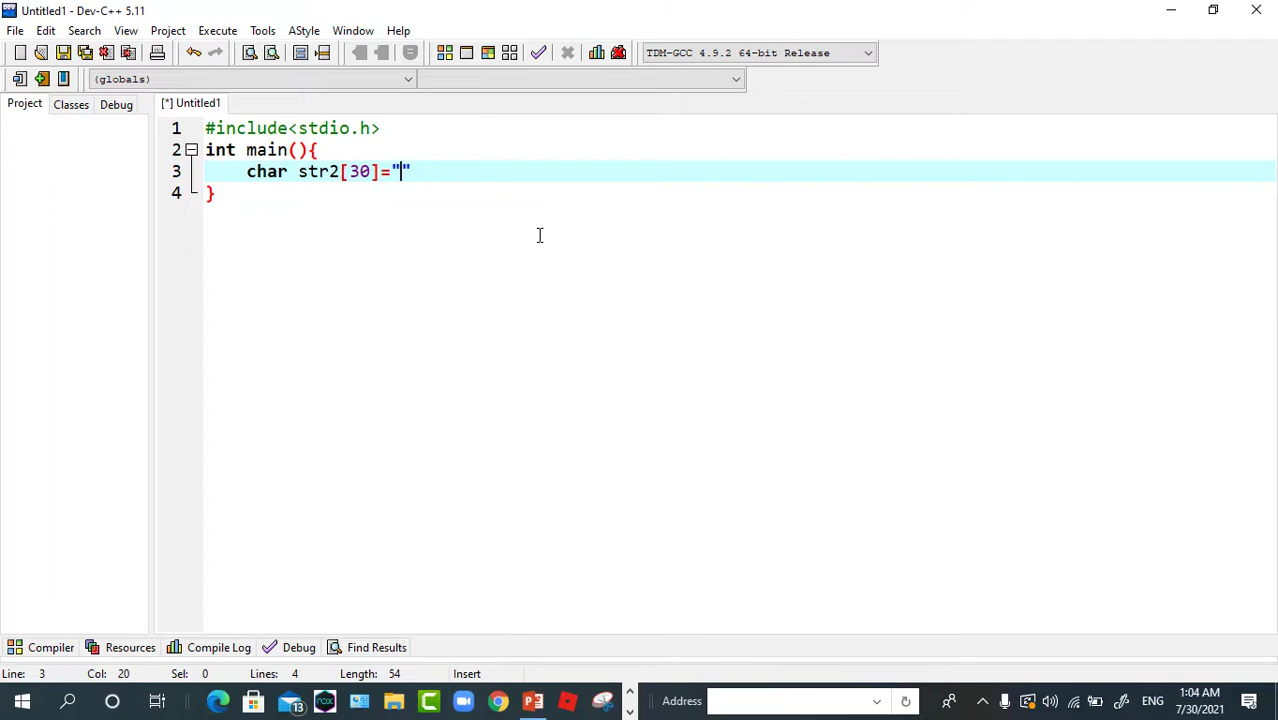 Untitled1 - Dev-C++ 5.11
File Edit Search View Project Execute Tools AStyle Window Help
TDM-GCC 4.9.2 64-bit Release
(globals)
Project Classes Debug [*] Untitled1
1 #include<stdio.h>
2 int main(){
3 char str2[30]=""
4 }
Compiler Resources Compile Log Debug Find Results
Line: 3 Col: 20 Sel: 0 Lines: 4 Length: 54 Insert
13 nox Address ENG 1:04 AM
7/30/2021